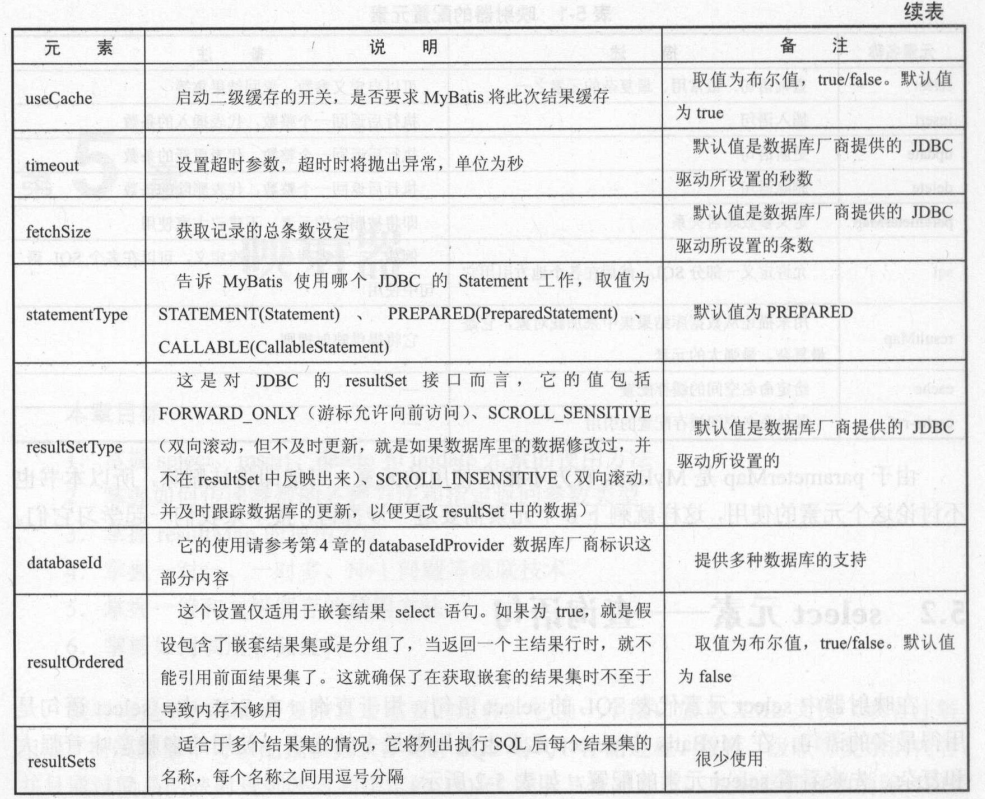 续表
元 素 说 明 备 注
useCache 启动二级缓存的开关，是否要求 MyBatis 将此次结果缓存 取值为布尔值，true/false。默认值
为 true
timeout 设置超时参数，超时时将抛出异常，单位为秒 默认值是数据库厂商提供的 JDBC
驱动所设置的秒数
fetchSize 获取记录的总条数设定 默认值是数据库厂商提供的 JDBC
驱动所设置的条数
告诉 MyBatis 使用哪个 JDBC 的 Statement 工作，取值为
statementType STATEMENT(Statement) 、 PREPARED(PreparedStatement) 、 默认值为 PREPARED
CALLABLE(CallableStatement)
这是对 JDBC 的 resultSet 接口而言，它的值包括
FORWARD_ONLY（游标允许向前访问）、SCROLL_SENSITIVE
resultSetType （双向滚动，但不及时更新，就是如果数据库里的数据修改过，并 默认值是数据库厂商提供的 JDBC
不在 resultSet 中反映出来）、SCROLL_INSENSITIVE（双向滚动， 驱动所设置的
并及时跟踪数据库的更新，以便更改 resultSet 中的数据）
databaseId 它的使用请参考第 4 章的 databaseIdProvider 数据库厂商标识这 提供多种数据库的支持
部分内容
这个设置仅适用于嵌套结果 select 语句。如果为 true，就是假
设包含了嵌套结果集或是分组了，当返回一个主结果行时，就不 取值为布尔值，true/false。默认值
resultOrdered 能引用前面结果集了。这就确保了在获取嵌套的结果集时不至于 为 false
导致内存不够用
resultSets 适合于多个结果集的情况，它将列出执行 SQL 后每个结果集的 很少使用
名称，每个名称之间用逗号分隔